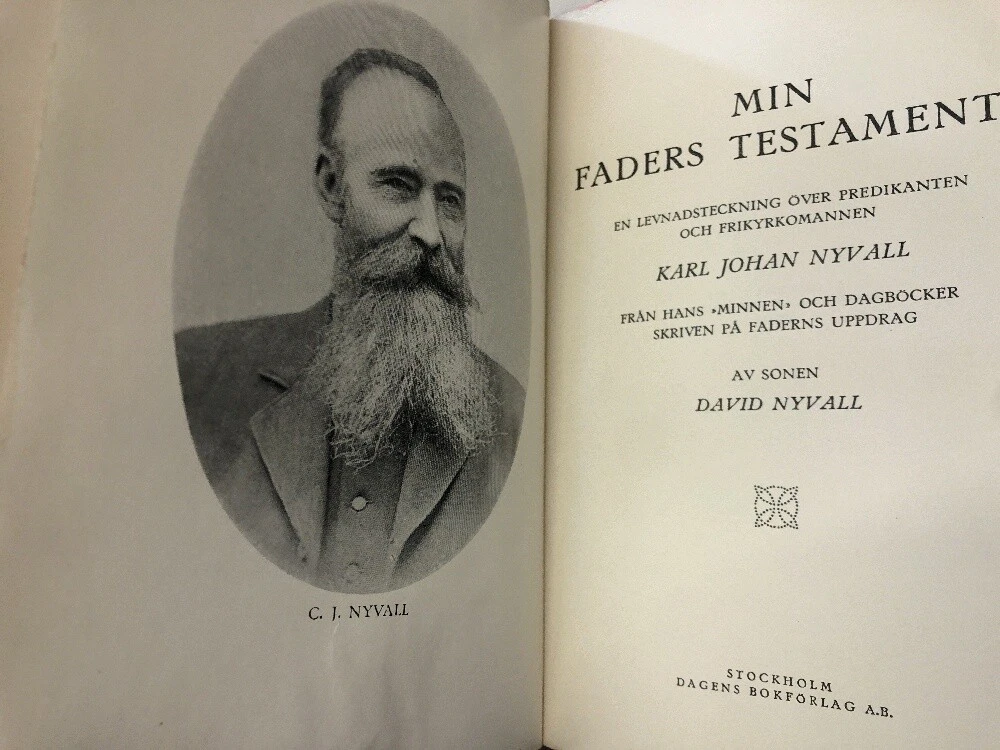 C. J. NYVALL
MIN
FADERS TESTAMENT
EN LEVNADSTECKNING ÖVER PREDIKANTEN
OCH FRIKYRKOMANNEN
KARL JOHAN NYVALL
FRÅN HANS »MINNEN» OCH DAGBÖCKER
SKRIVEN PÅ FADERNS UPPDRAG
AV SONEN
DAVID NYVALL
STOCKHOLM
DAGENS BOKFÖRLAG A.B.